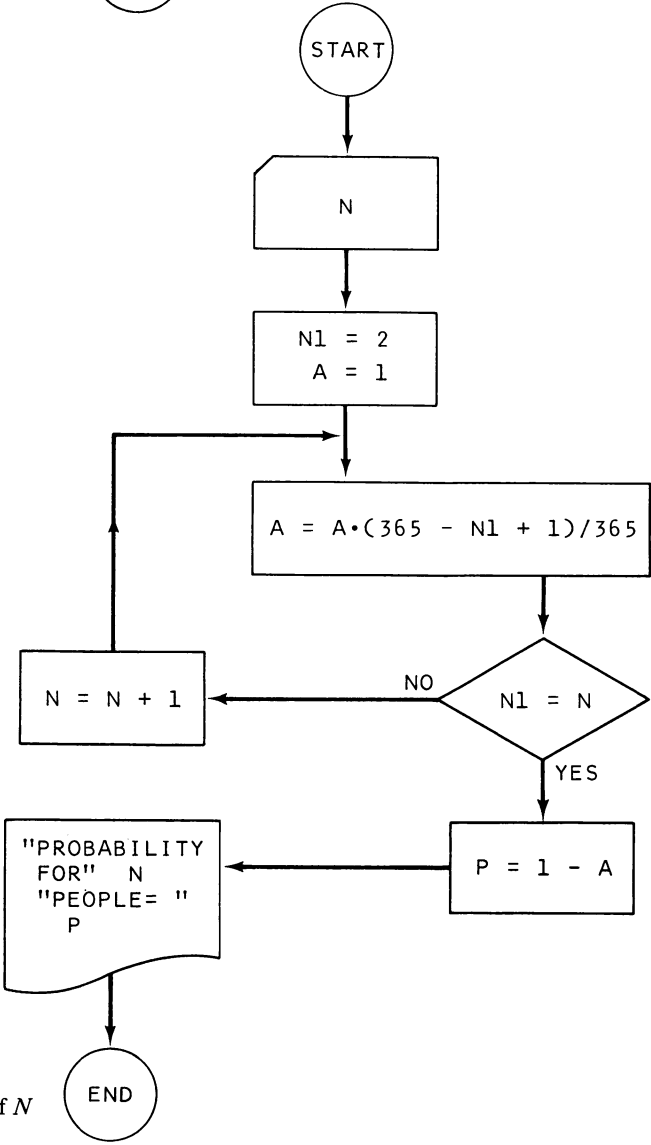 START
N
N1 = 2
A = 1
A = A•(365 - N1 + 1)/365
NO
N1 = N
N = N + 1
YES
"PROBABILITY
FOR" N
"PEOPLE= "
P
P = 1 - A
END
f N